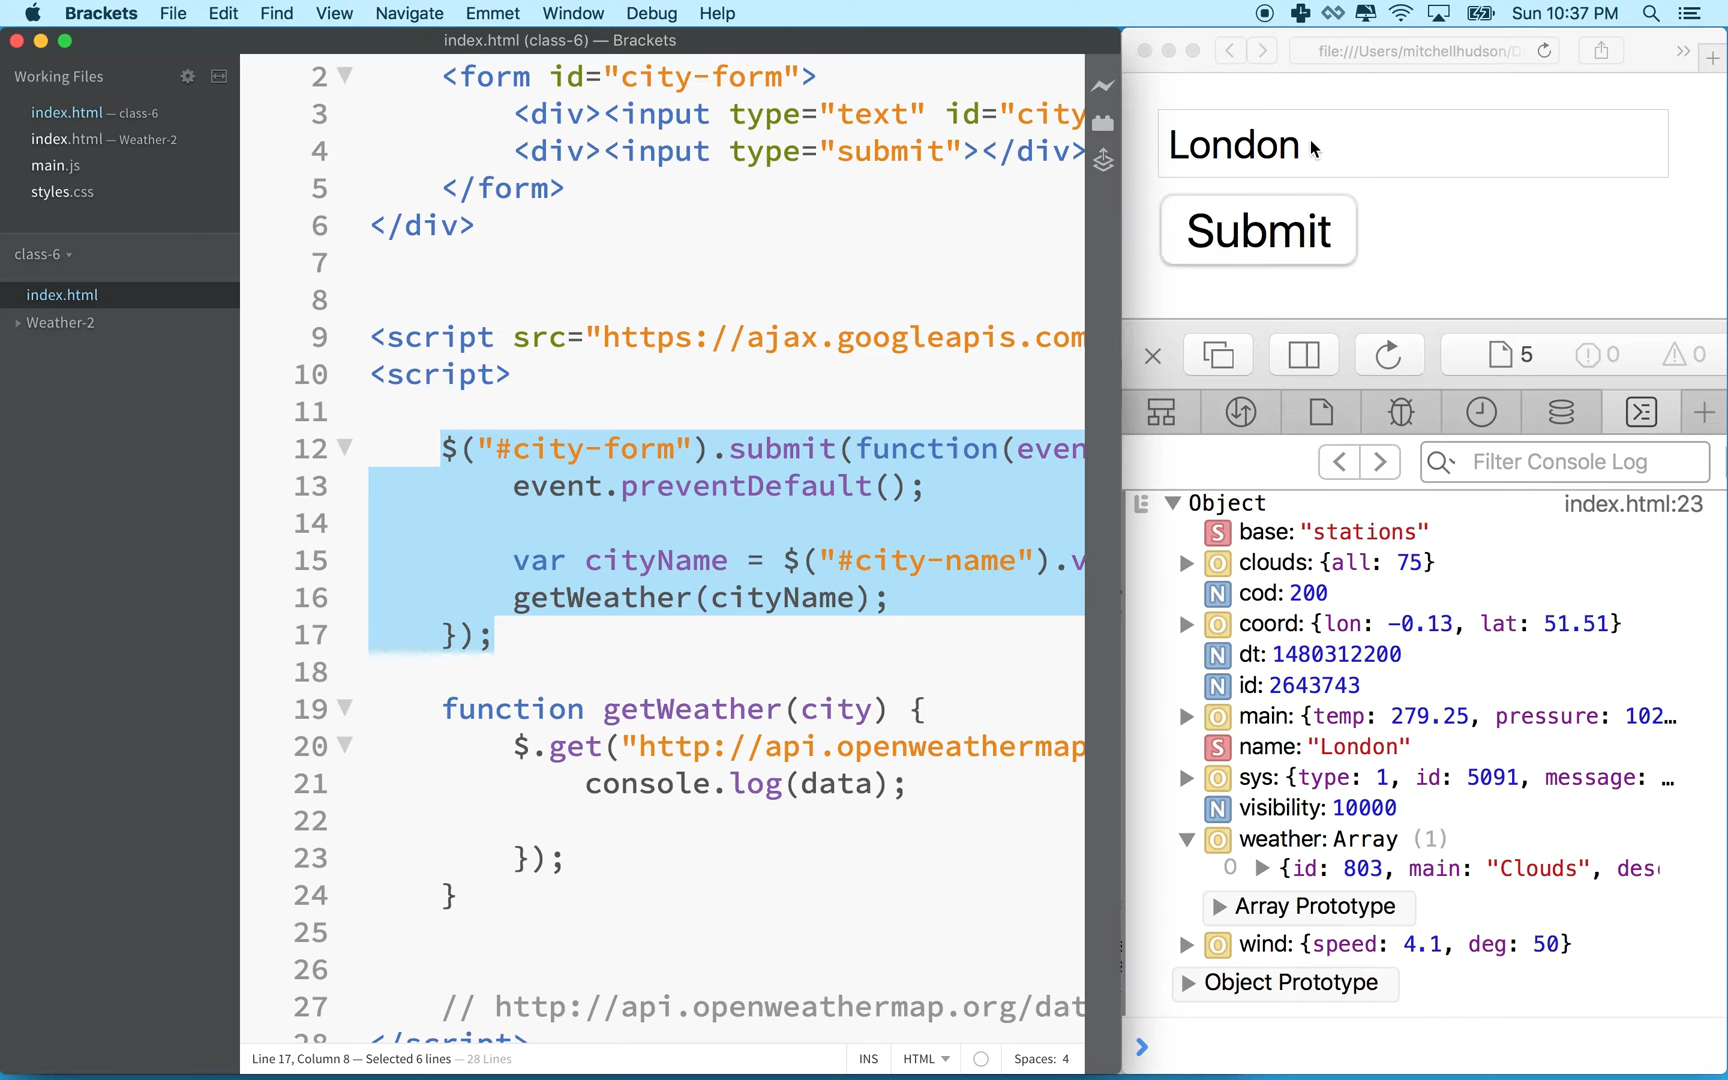 Brackets File Edit Find View Navigate Emmet Window Debug Help Sun 10:37 PM
index.html (class-6) — Brackets
Working Files
index.html — class-6
index.html — Weather-2
main.js
styles.css
class-6
index.html
Weather-2
2 <form id="city-form">
3 <div><input type="text" id="city
4 <div><input type="submit"></div>
5 </form>
6 </div>
7
8
9 <script src="https://ajax.googleapis.com
10 <script>
11
12 $("#city-form").submit(function(even
13 event.preventDefault();
14
15 var cityName = $("#city-name").v
16 getWeather(cityName);
17 });
18
19 function getWeather(city) {
20 $.get("http://api.openweathermap
21 console.log(data);
22
23 });
24 }
25
26
27 // http://api.openweathermap.org/dat
28 </script>
Line 17, Column 8 — Selected 6 lines — 28 Lines
INS HTML Spaces: 4
file:///Users/mitchellhudson/D
London
Submit
5 0 0
Filter Console Log
Object index.html:23
S base: "stations"
O clouds: {all: 75}
N cod: 200
O coord: {lon: -0.13, lat: 51.51}
N dt: 1480312200
N id: 2643743
O main: {temp: 279.25, pressure: 102…
S name: "London"
O sys: {type: 1, id: 5091, message: …
N visibility: 10000
O weather: Array (1)
0 {id: 803, main: "Clouds", desc
Array Prototype
O wind: {speed: 4.1, deg: 50}
Object Prototype